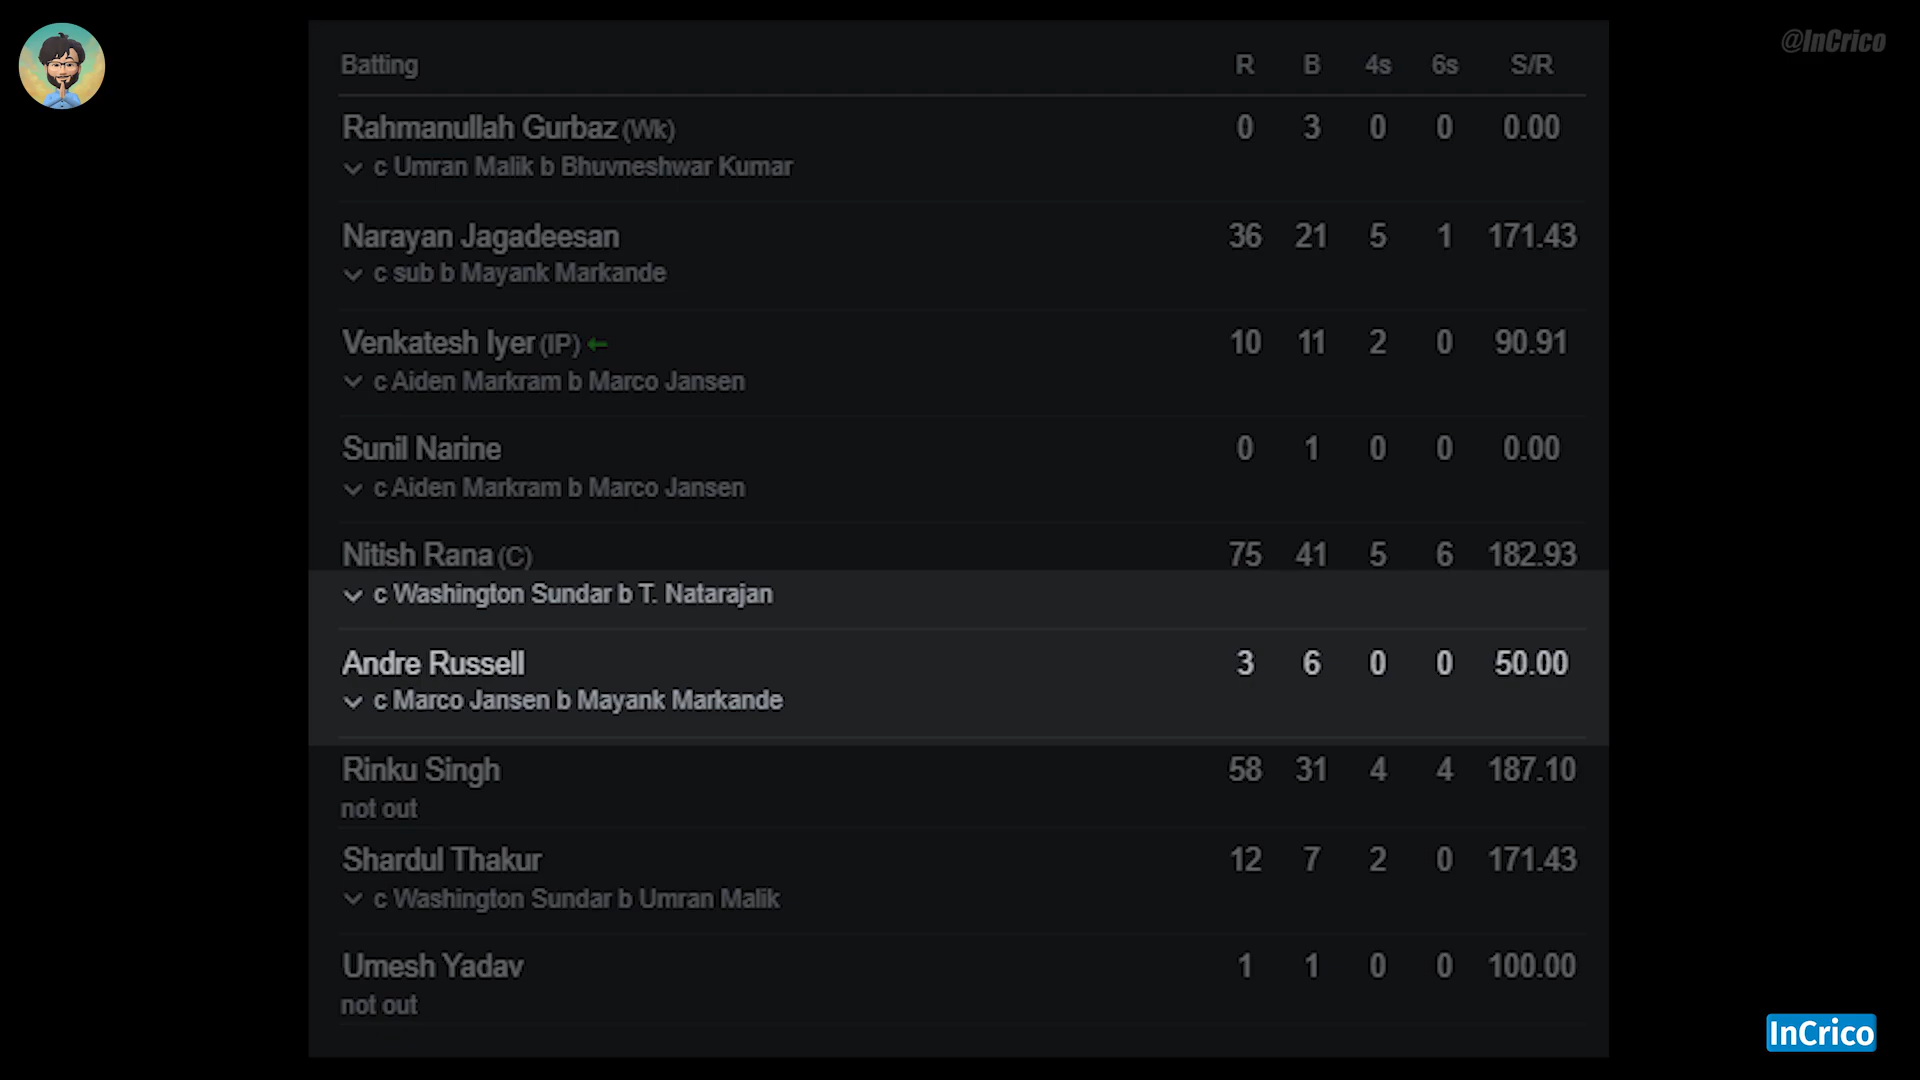 @InCrico
Batting R B 4s 6s S/R
Rahmanullah Gurbaz (Wk) 0 3 0 0 0.00
c Umran Malik b Bhuvneshwar Kumar
Narayan Jagadeesan 36 21 5 1 171.43
c sub b Mayank Markande
Venkatesh Iyer (IP) 10 11 2 0 90.91
c Aiden Markram b Marco Jansen
Sunil Narine 0 1 0 0 0.00
c Aiden Markram b Marco Jansen
Nitish Rana (C) 75 41 5 6 182.93
c Washington Sundar b T. Natarajan
Andre Russell 3 6 0 0 50.00
c Marco Jansen b Mayank Markande
Rinku Singh 58 31 4 4 187.10
not out
Shardul Thakur 12 7 2 0 171.43
c Washington Sundar b Umran Malik
Umesh Yadav 1 1 0 0 100.00
not out
InCrico